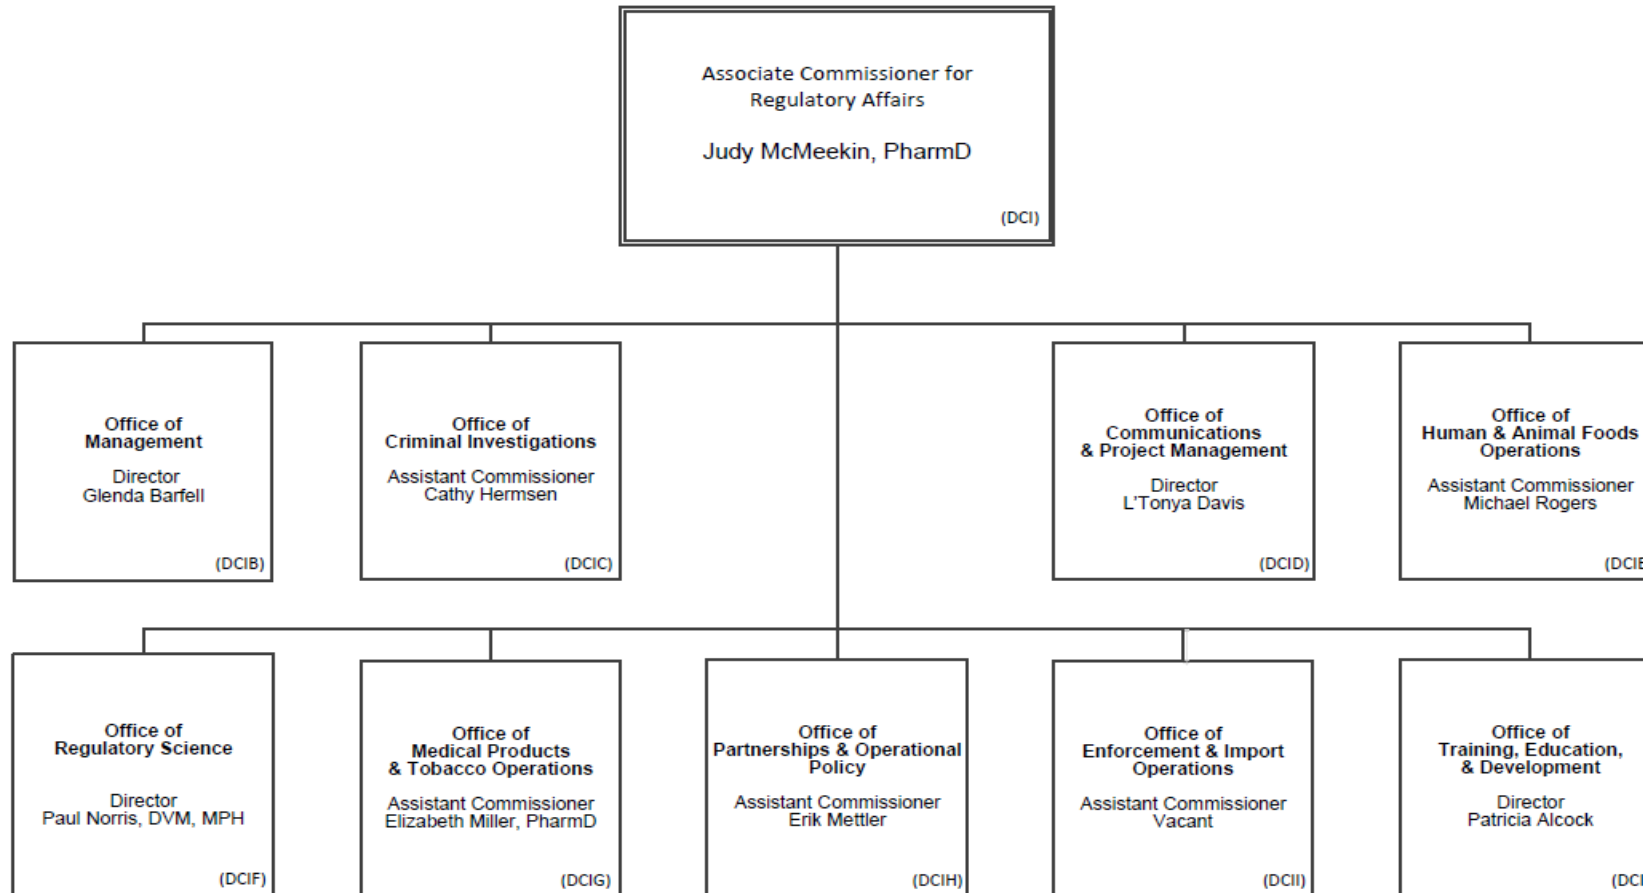 Associate Commissioner for
Regulatory Affairs
Judy McMeekin, PharmD
(DCI)
Office of
Management
Director
Glenda Barfell
(DCIB)
Office of
Criminal Investigations
Assistant Commissioner
Cathy Hermsen
(DCIC)
Office of
Communications
& Project Management
Director
L'Tonya Davis
(DCID)
Office of
Human & Animal Foods
Operations
Assistant Commissioner
Michael Rogers
Office of
Regulatory Science
Director
Paul Norris, DVM, MPH
(DCIF)
Office of
Medical Products
& Tobacco Operations
Assistant Commissioner
Elizabeth Miller, PharmD
(DCIG)
Office of
Partnerships & Operational
Policy
Assistant Commissioner
Erik Mettler
(DCIH)
Office of
Enforcement & Import
Operations
Assistant Commissioner
Vacant
(DCII)
Office of
Training, Education,
& Development
Director
Patricia Alcock